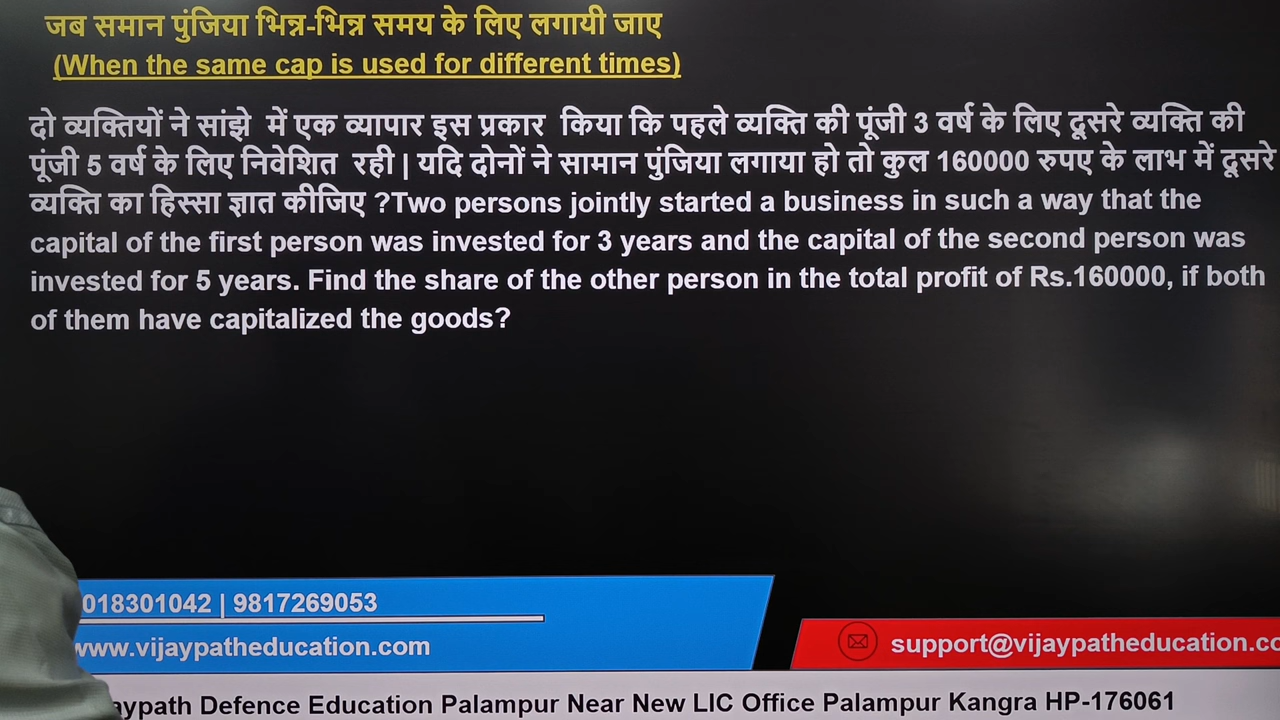 जब समान पुंजिया भिन्न-भिन्न समय के लिए लगायी जाए
(When the same cap is used for different times)
दो व्यक्तियों ने सांझे में एक व्यापार इस प्रकार किया कि पहले व्यक्ति की पूंजी 3 वर्ष के लिए दूसरे व्यक्ति की
पूंजी 5 वर्ष के लिए निवेशित रही | यदि दोनों ने सामान पुंजिया लगाया हो तो कुल 160000 रुपए के लाभ में दूसरे
व्यक्ति का हिस्सा ज्ञात कीजिए ?Two persons jointly started a business in such a way that the
capital of the first person was invested for 3 years and the capital of the second person was
invested for 5 years. Find the share of the other person in the total profit of Rs.160000, if both
of them have capitalized the goods?
018301042 | 9817269053
www.vijaypatheducation.com
support@vijaypatheducation.co
aypath Defence Education Palampur Near New LIC Office Palampur Kangra HP-176061